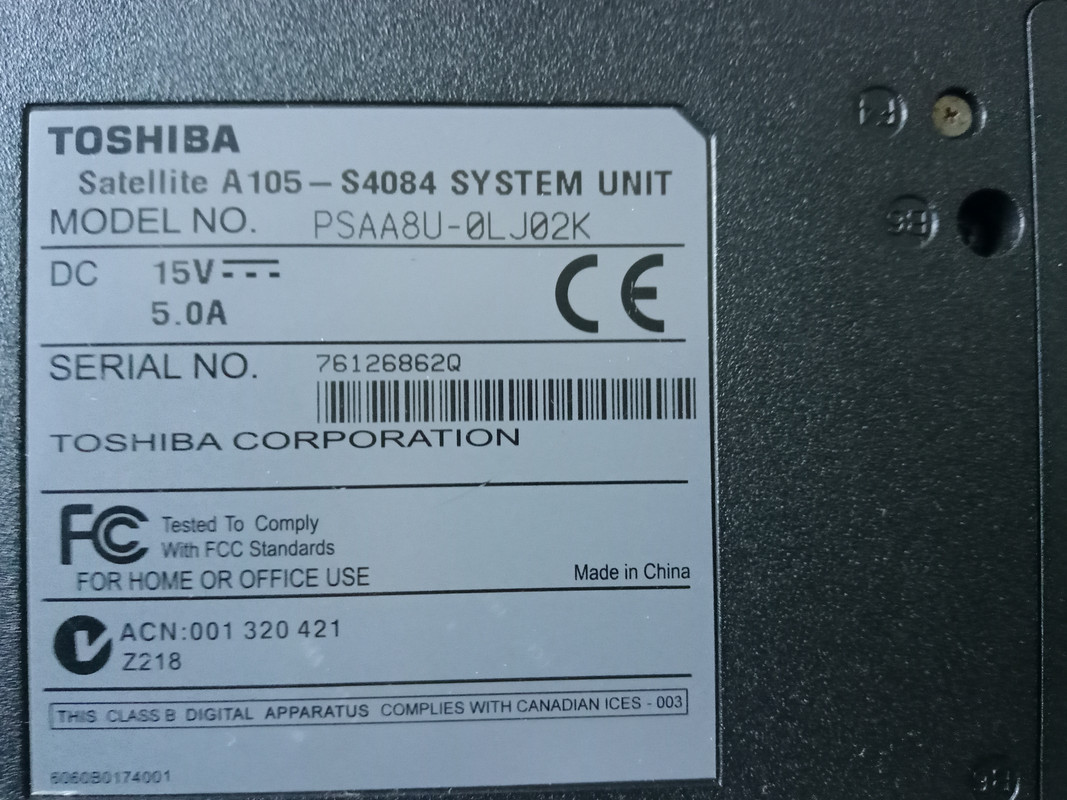 TOSHIBA
Satellite A105-S4084 SYSTEM UNIT
MODEL NO. PSAA8U-0LJ02K
DC 15V
5.0A
CE
SERIAL NO. 76126862Q
TOSHIBA CORPORATION
FC Tested To Comply
With FCC Standards
FOR HOME OR OFFICE USE
Made in China
ACN:001 320 421
Z218
THIS CLASS B DIGITAL APPARATUS COMPLIES WITH CANADIAN ICES - 003
6060B0174001
F4
B6